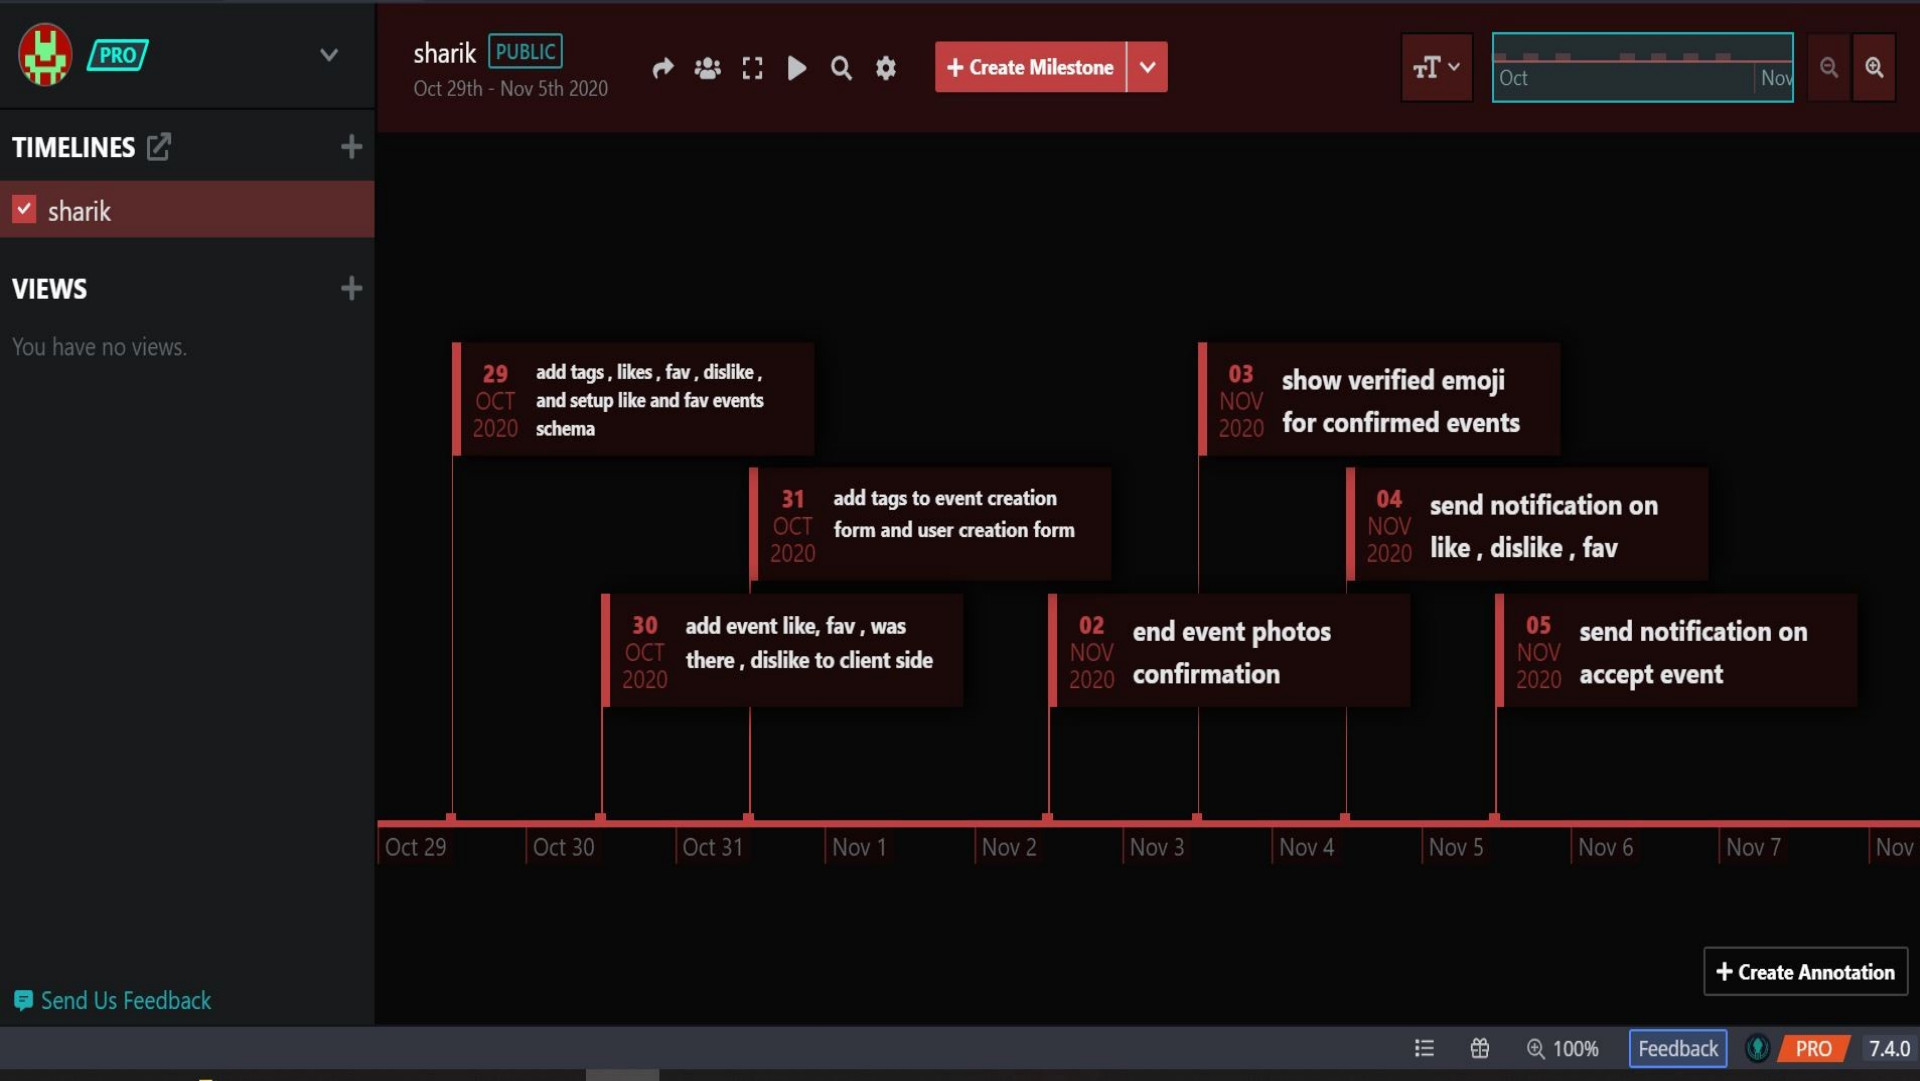 PRO
sharik PUBLIC
Oct 29th - Nov 5th 2020
+ Create Milestone
TT
Oct Nov
TIMELINES
sharik
VIEWS
You have no views.
29
OCT
2020
add tags , likes , fav , dislike ,
and setup like and fav events
schema
03
NOV
2020
show verified emoji
for confirmed events
31
OCT
2020
add tags to event creation
form and user creation form
04
NOV
2020
send notification on
like , dislike , fav
30
OCT
2020
add event like, fav , was
there , dislike to client side
02
NOV
2020
end event photos
confirmation
05
NOV
2020
send notification on
accept event
Oct 29 Oct 30 Oct 31 Nov 1 Nov 2 Nov 3 Nov 4 Nov 5 Nov 6 Nov 7 Nov
+ Create Annotation
Send Us Feedback
100% Feedback PRO 7.4.0